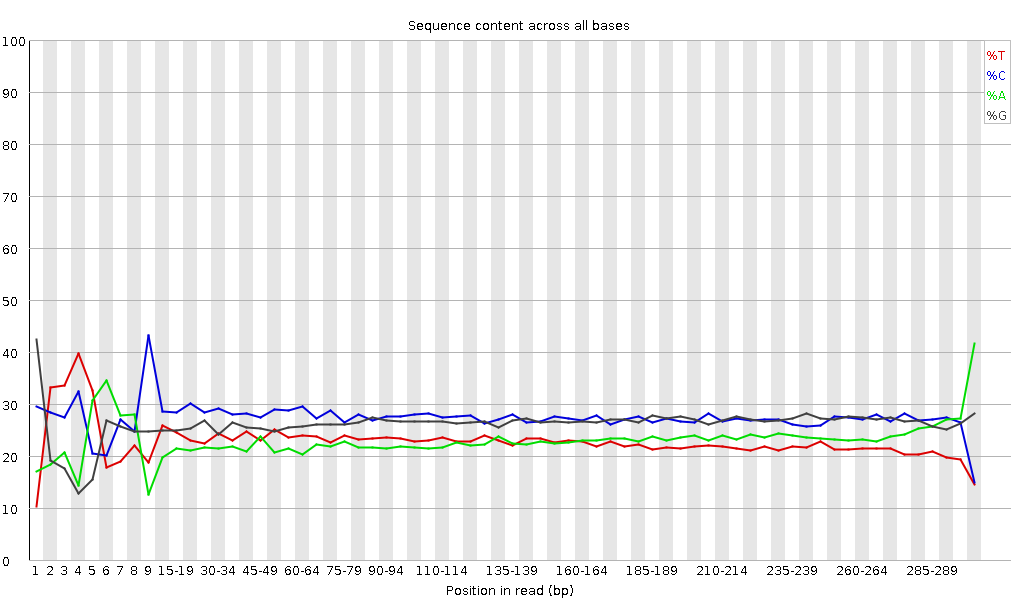 Sequence content across all bases
100
90
80
70
60
50
40
30
20
10
0
%T
%C
%A
%G
1 2 3 4 5 6 7 8 9 15-19 30-34 45-49 60-64 75-79 90-94 110-114 135-139 160-164 185-189 210-214 235-239 260-264 285-289
Position in read (bp)